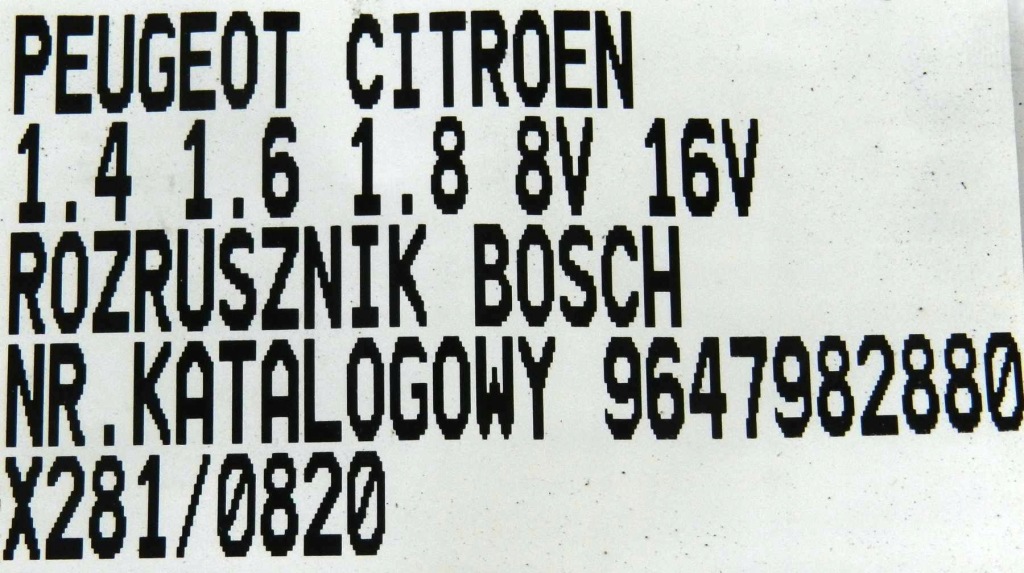 PEUGEOT CITROEN
1.4 1.6 1.8 8V 16V
ROZRUSZNIK BOSCH
NR.KATALOGOWY 9647982880
X281/0820